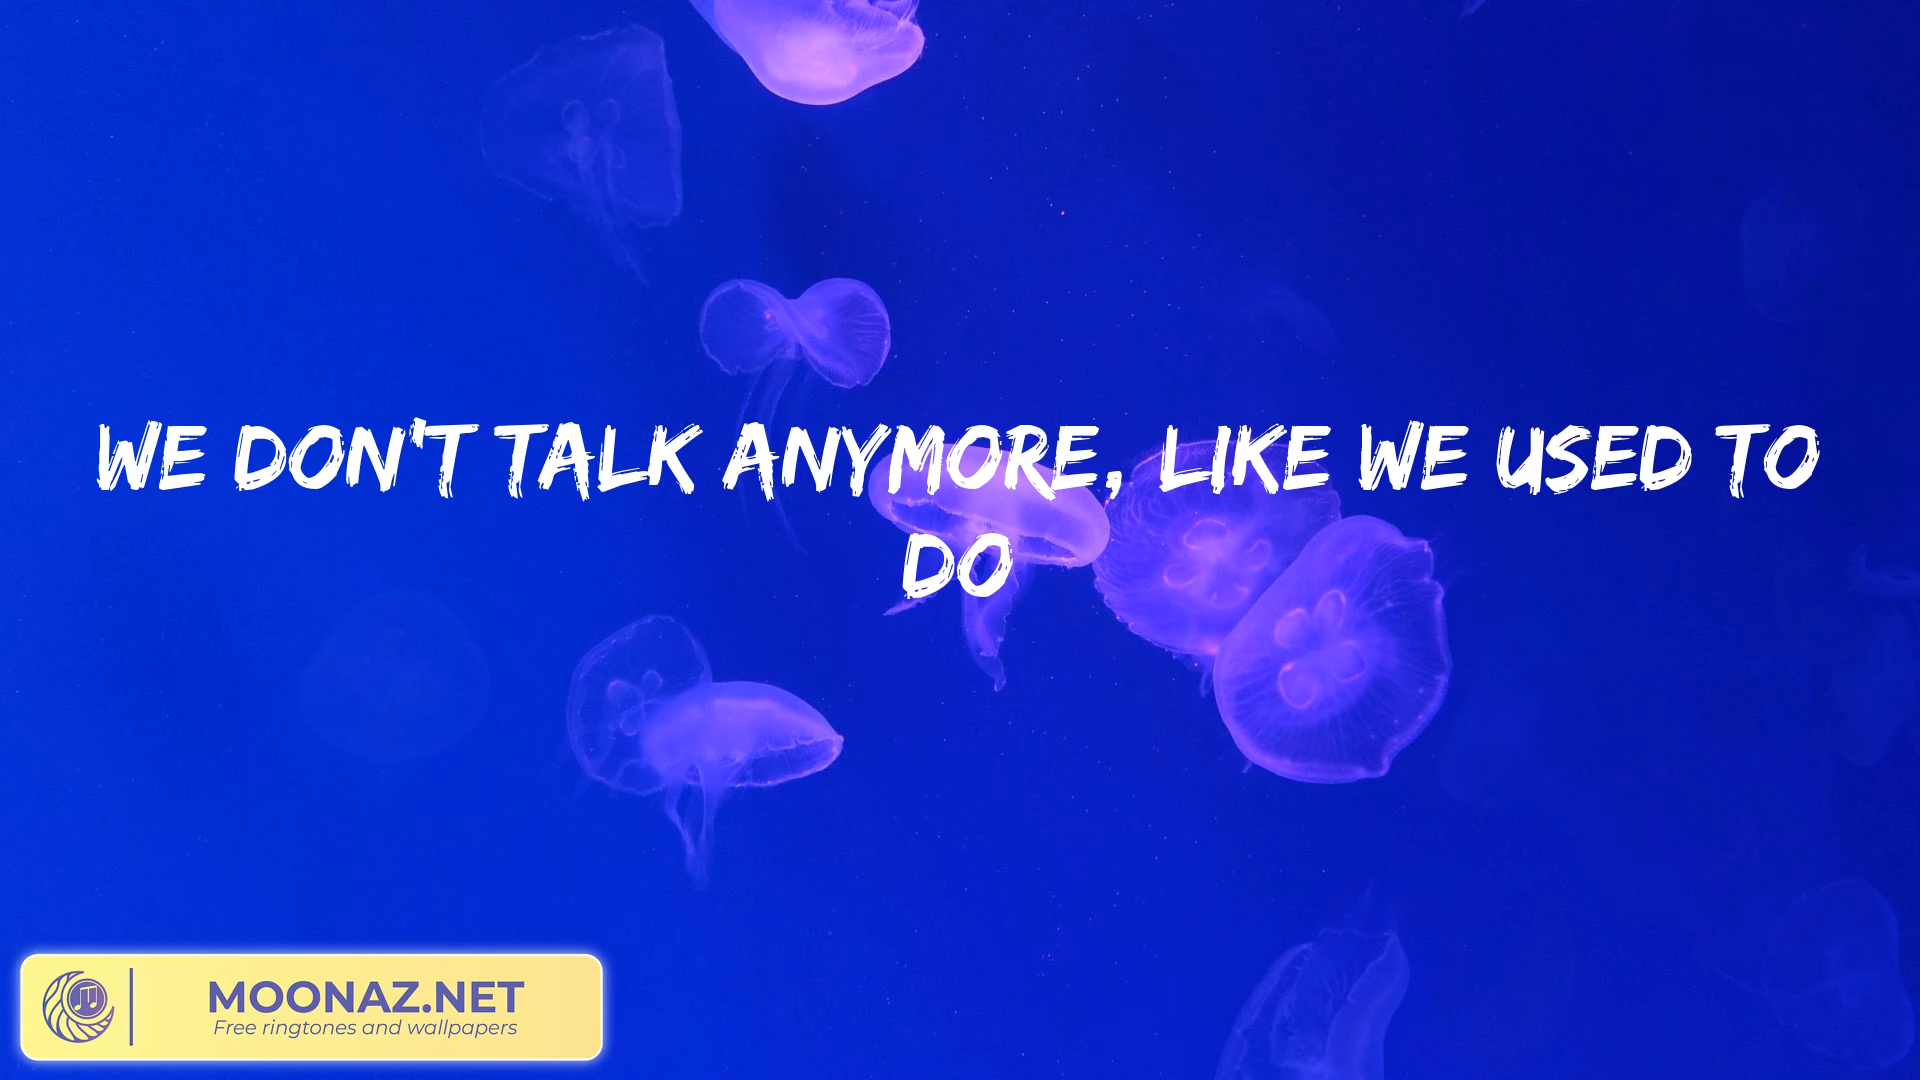 WE DON'T TALK ANYMORE, LIKE WE USED TO
DO
MOONAZ.NET
Free ringtones and wallpapers